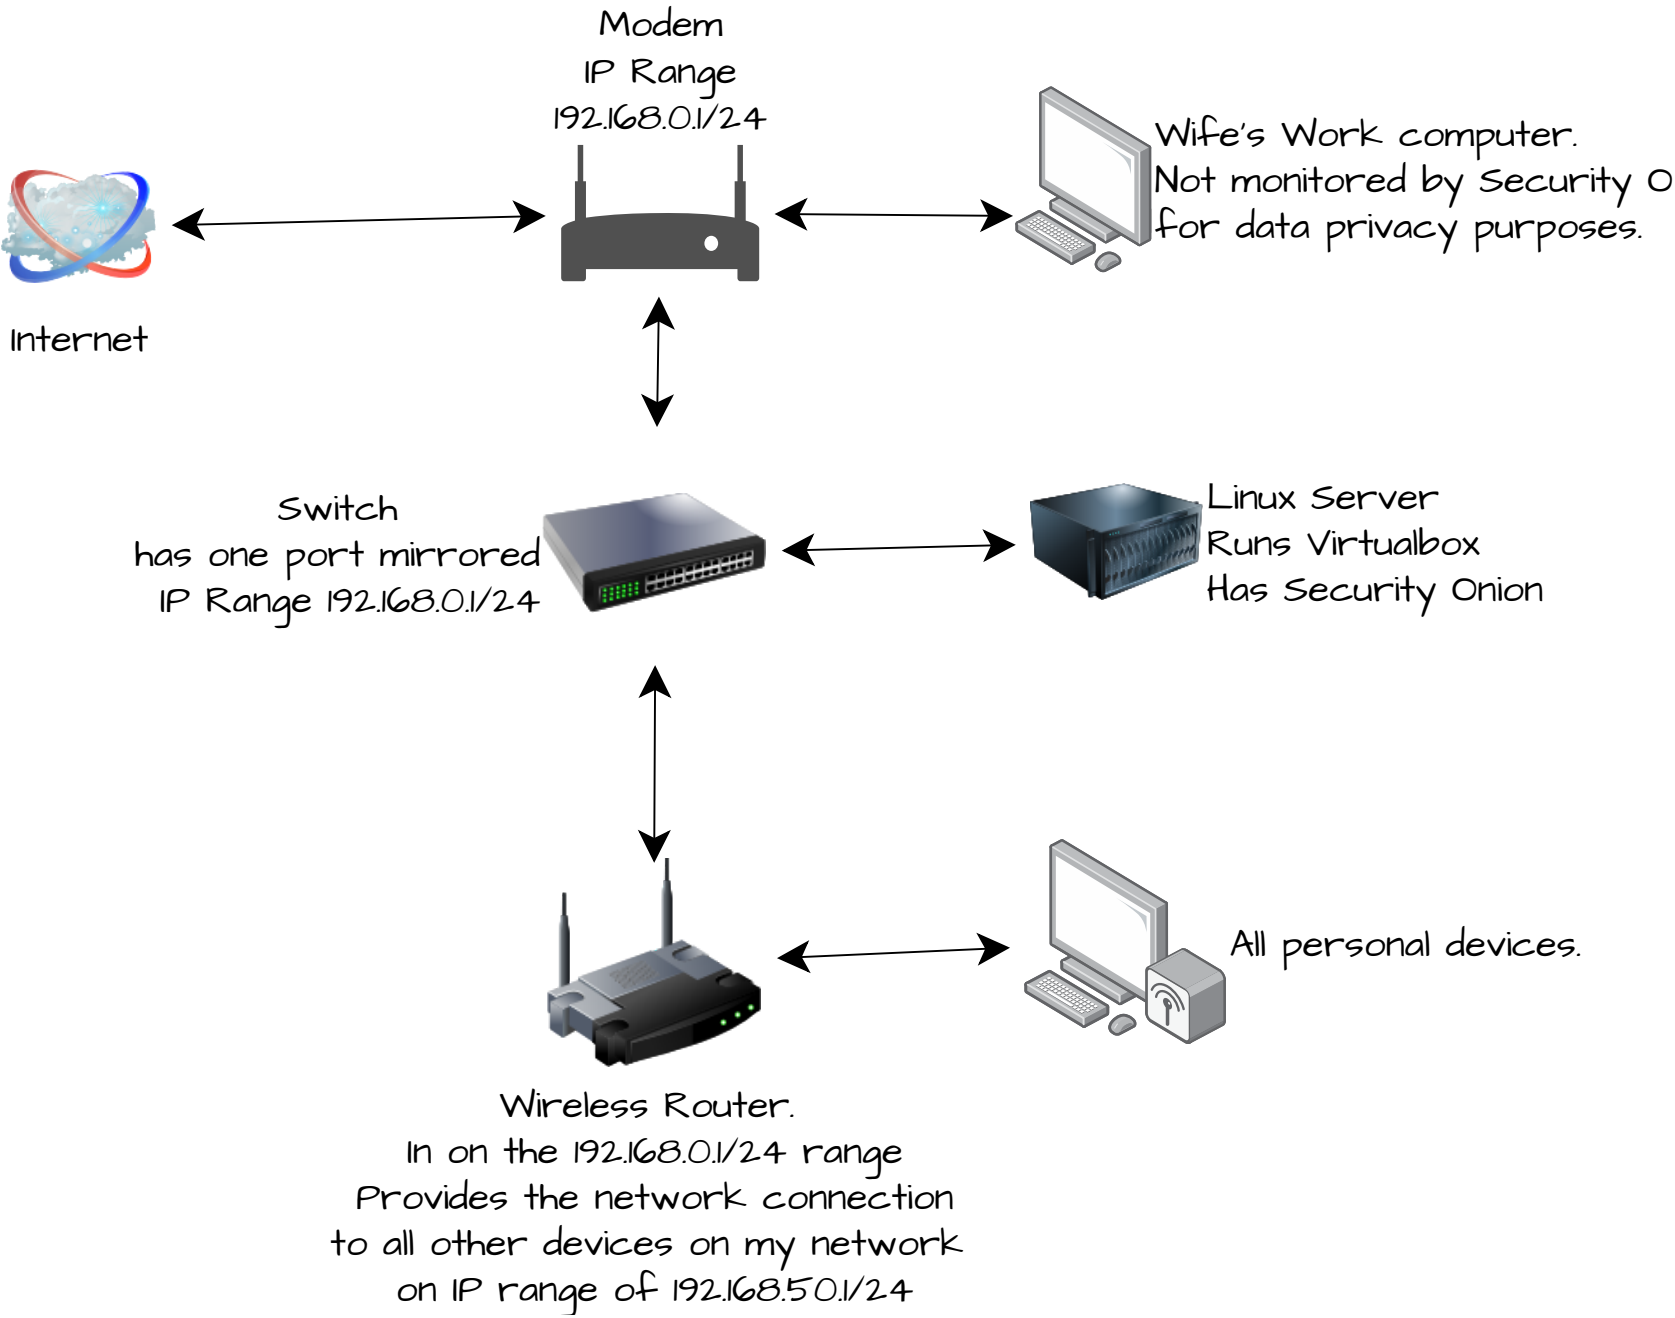 Modem
IP Range
192.168.0.1/24
Wife's Work computer.
Not monitored by Security O
for data privacy purposes.
Internet
Switch
has one port mirrored
IP Range 192.168.0.1/24
Linux Server
Runs Virtualbox
Has Security Onion
All personal devices.
Wireless Router.
In on the 192.168.0.1/24 range
Provides the network connection
to all other devices on my network
on IP range of 192.168.50.1/24